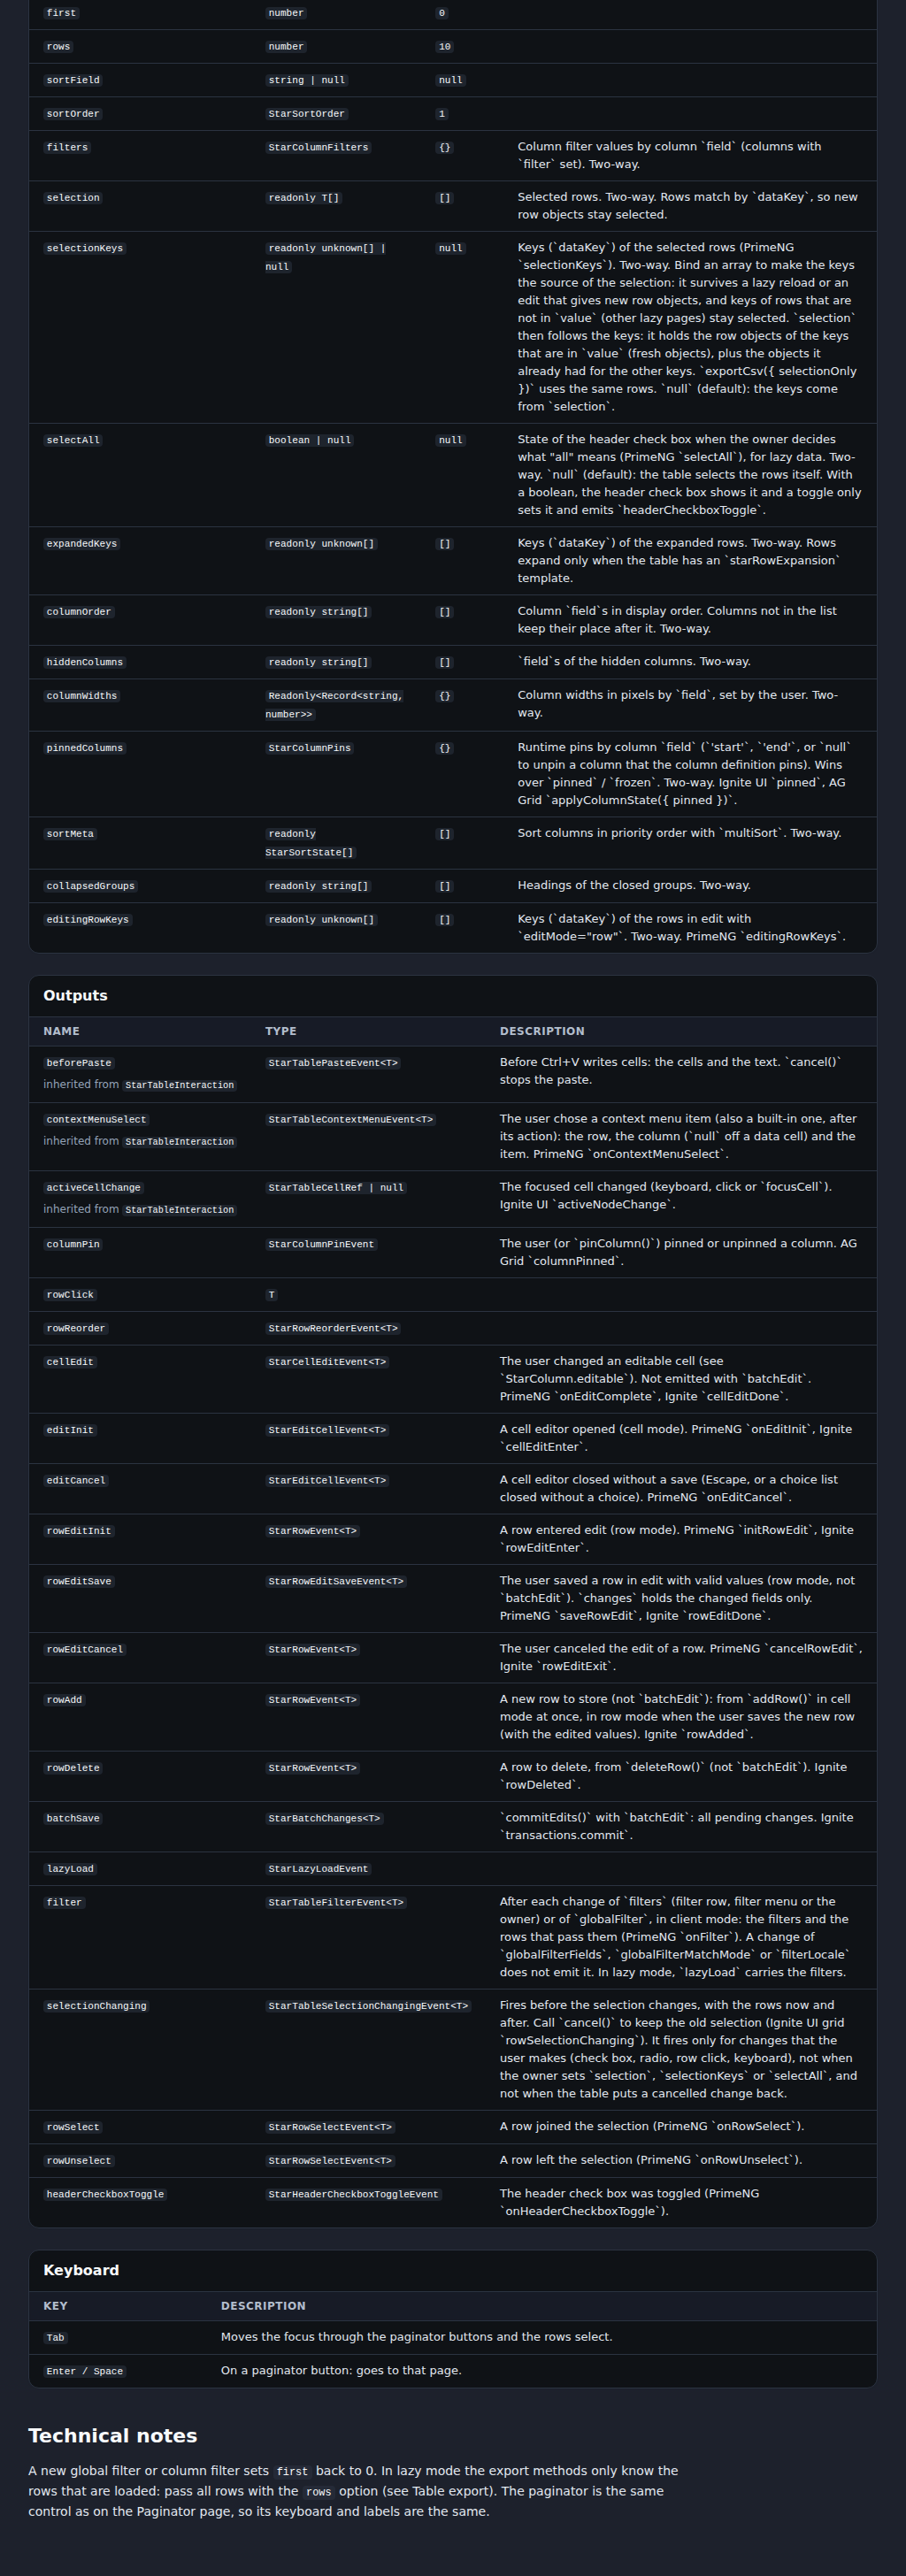 first number 0
rows number 10
sortField string | null null
sortOrder StarSortOrder 1
filters StarColumnFilters {} Column filter values by column `field` (columns with
`filter` set). Two-way.
selection readonly T[] [] Selected rows. Two-way. Rows match by `dataKey`, so new
row objects stay selected.
selectionKeys readonly unknown[] | null Keys (`dataKey`) of the selected rows (PrimeNG
null `selectionKeys`). Two-way. Bind an array to make the keys
the source of the selection: it survives a lazy reload or an
edit that gives new row objects, and keys of rows that are
not in `value` (other lazy pages) stay selected. `selection`
then follows the keys: it holds the row objects of the keys
that are in `value` (fresh objects), plus the objects it
already had for the other keys. `exportCsv({ selectionOnly
})` uses the same rows. `null` (default): the keys come
from `selection`.
selectAll boolean | null null State of the header check box when the owner decides
what "all" means (PrimeNG `selectAll`), for lazy data. Two-
way. `null` (default): the table selects the rows itself. With
a boolean, the header check box shows it and a toggle only
sets it and emits `headerCheckboxToggle`.
expandedKeys readonly unknown[] [] Keys (`dataKey`) of the expanded rows. Two-way. Rows
expand only when the table has an `starRowExpansion`
template.
columnOrder readonly string[] [] Column `field`s in display order. Columns not in the list
keep their place after it. Two-way.
hiddenColumns readonly string[] [] `field`s of the hidden columns. Two-way.
columnWidths Readonly<Record<string, {} Column widths in pixels by `field`, set by the user. Two-
number>> way.
pinnedColumns StarColumnPins {} Runtime pins by column `field` (`'start'`, `'end'`, or `null`
to unpin a column that the column definition pins). Wins
over `pinned` / `frozen`. Two-way. Ignite UI `pinned`, AG
Grid `applyColumnState({ pinned })`.
sortMeta readonly [] Sort columns in priority order with `multiSort`. Two-way.
StarSortState[]
collapsedGroups readonly string[] [] Headings of the closed groups. Two-way.
editingRowKeys readonly unknown[] [] Keys (`dataKey`) of the rows in edit with
`editMode="row"`. Two-way. PrimeNG `editingRowKeys`.
Outputs
NAME TYPE DESCRIPTION
beforePaste StarTablePasteEvent<T> Before Ctrl+V writes cells: the cells and the text. `cancel()`
inherited from StarTableInteraction stops the paste.
contextMenuSelect StarTableContextMenuEvent<T> The user chose a context menu item (also a built-in one, after
inherited from StarTableInteraction its action): the row, the column (`null` off a data cell) and the
item. PrimeNG `onContextMenuSelect`.
activeCellChange StarTableCellRef | null The focused cell changed (keyboard, click or `focusCell`).
inherited from StarTableInteraction Ignite UI `activeNodeChange`.
columnPin StarColumnPinEvent The user (or `pinColumn()`) pinned or unpinned a column. AG
Grid `columnPinned`.
rowClick T
rowReorder StarRowReorderEvent<T>
cellEdit StarCellEditEvent<T> The user changed an editable cell (see
`StarColumn.editable`). Not emitted with `batchEdit`.
PrimeNG `onEditComplete`, Ignite `cellEditDone`.
editInit StarEditCellEvent<T> A cell editor opened (cell mode). PrimeNG `onEditInit`, Ignite
`cellEditEnter`.
editCancel StarEditCellEvent<T> A cell editor closed without a save (Escape, or a choice list
closed without a choice). PrimeNG `onEditCancel`.
rowEditInit StarRowEvent<T> A row entered edit (row mode). PrimeNG `initRowEdit`, Ignite
`rowEditEnter`.
rowEditSave StarRowEditSaveEvent<T> The user saved a row in edit with valid values (row mode, not
`batchEdit`). `changes` holds the changed fields only.
PrimeNG `saveRowEdit`, Ignite `rowEditDone`.
rowEditCancel StarRowEvent<T> The user canceled the edit of a row. PrimeNG `cancelRowEdit`,
Ignite `rowEditExit`.
rowAdd StarRowEvent<T> A new row to store (not `batchEdit`): from `addRow()` in cell
mode at once, in row mode when the user saves the new row
(with the edited values). Ignite `rowAdded`.
rowDelete StarRowEvent<T> A row to delete, from `deleteRow()` (not `batchEdit`). Ignite
`rowDeleted`.
batchSave StarBatchChanges<T> `commitEdits()` with `batchEdit`: all pending changes. Ignite
`transactions.commit`.
lazyLoad StarLazyLoadEvent
filter StarTableFilterEvent<T> After each change of `filters` (filter row, filter menu or the
owner) or of `globalFilter`, in client mode: the filters and the
rows that pass them (PrimeNG `onFilter`). A change of
`globalFilterFields`, `globalFilterMatchMode` or `filterLocale`
does not emit it. In lazy mode, `lazyLoad` carries the filters.
selectionChanging StarTableSelectionChangingEvent<T> Fires before the selection changes, with the rows now and
after. Call `cancel()` to keep the old selection (Ignite UI grid
`rowSelectionChanging`). It fires only for changes that the
user makes (check box, radio, row click, keyboard), not when
the owner sets `selection`, `selectionKeys` or `selectAll`, and
not when the table puts a cancelled change back.
rowSelect StarRowSelectEvent<T> A row joined the selection (PrimeNG `onRowSelect`).
rowUnselect StarRowSelectEvent<T> A row left the selection (PrimeNG `onRowUnselect`).
headerCheckboxToggle StarHeaderCheckboxToggleEvent The header check box was toggled (PrimeNG
`onHeaderCheckboxToggle`).
Keyboard
KEY DESCRIPTION
Tab Moves the focus through the paginator buttons and the rows select.
Enter / Space On a paginator button: goes to that page.
Technical notes
A new global filter or column filter sets first back to 0. In lazy mode the export methods only know the
rows that are loaded: pass all rows with the rows option (see Table export). The paginator is the same
control as on the Paginator page, so its keyboard and labels are the same.